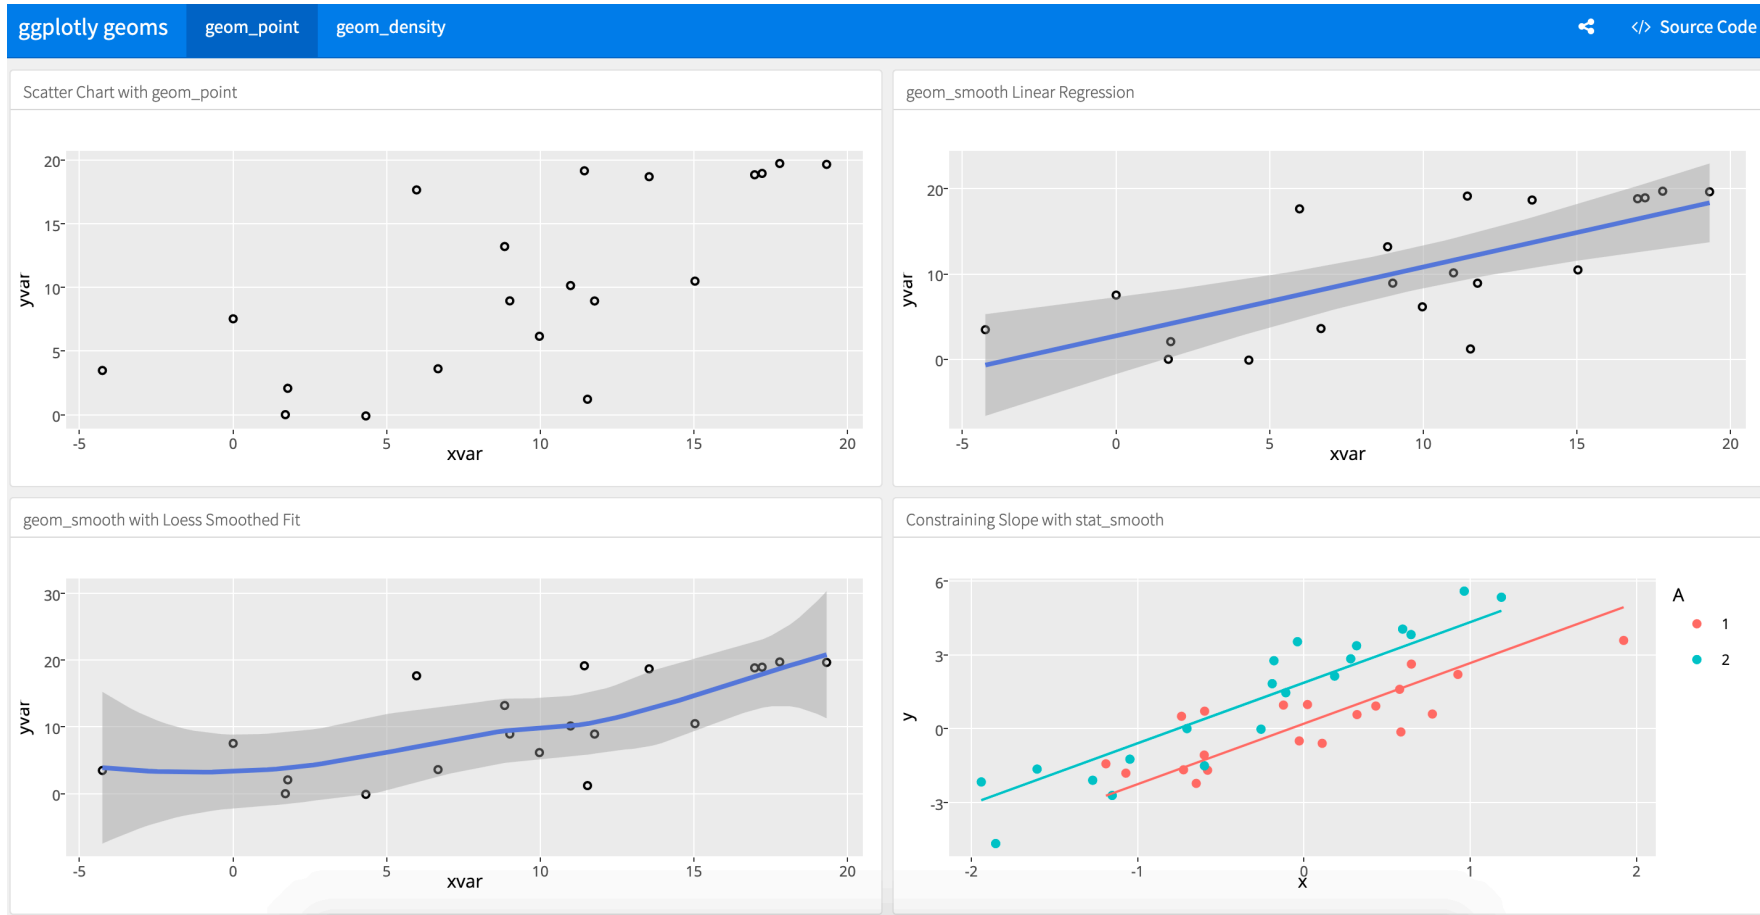 ggplotly geoms geom_point geom_density </> Source Code
Scatter Chart with geom_point
20
15
10
5
0
yvar
-5 0 5 10 15 20
xvar
geom_smooth Linear Regression
20
10
0
yvar
-5 0 5 10 15 20
xvar
geom_smooth with Loess Smoothed Fit
30
20
10
0
yvar
-5 0 5 10 15 20
xvar
Constraining Slope with stat_smooth
6
3
0
-3
y
-2 -1 0 1 2
x
A
1
2